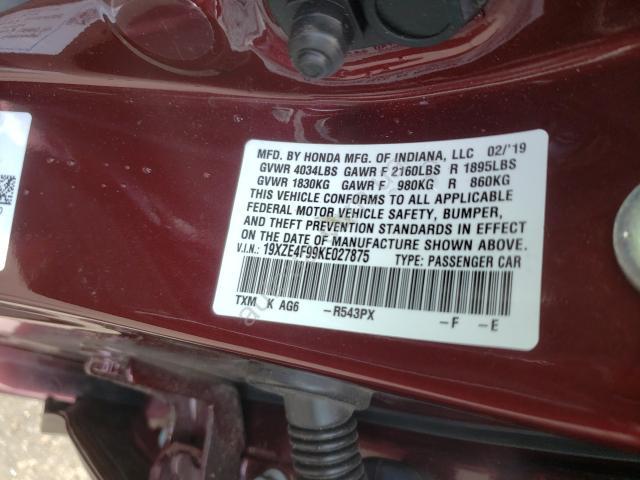 MFD. BY HONDA MFG. OF INDIANA, LLC 02/'19
GVWR 4034LBS GAWR F 2160LBS R 1895LBS
GVWR 1830KG GAWR F 980KG R 860KG
THIS VEHICLE CONFORMS TO ALL APPLICABLE
FEDERAL MOTOR VEHICLE SAFETY, BUMPER,
AND THEFT PREVENTION STANDARDS IN EFFECT
ON THE DATE OF MANUFACTURE SHOWN ABOVE.
V.I.N.: 19XZE4F99KE027875 TYPE: PASSENGER CAR
TXM K AG6 -R543PX -F -E